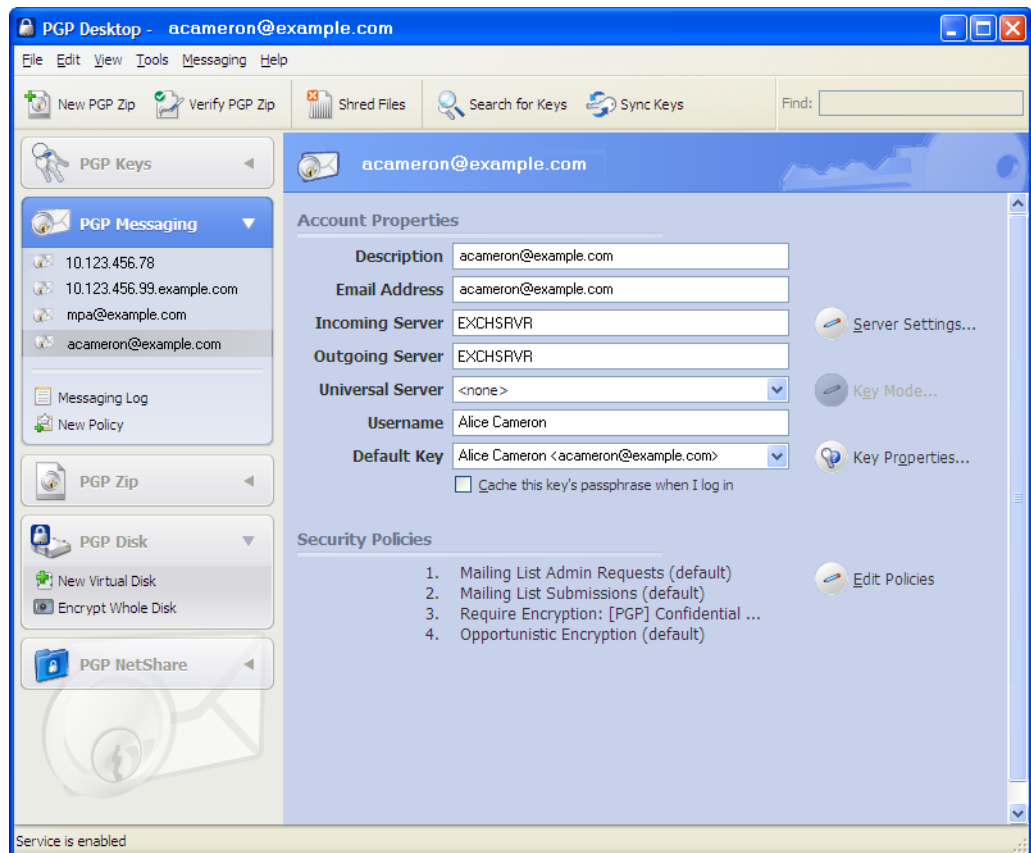 PGP Desktop - acameron@example.com
File Edit View Tools Messaging Help
New PGP Zip Verify PGP Zip Shred Files Search for Keys Sync Keys Find:
PGP Keys
PGP Messaging
10.123.456.78
10.123.456.99.example.com
mpa@example.com
acameron@example.com
Messaging Log
New Policy
PGP Zip
PGP Disk
New Virtual Disk
Encrypt Whole Disk
PGP NetShare
acameron@example.com
Account Properties
Description acameron@example.com
Email Address acameron@example.com
Incoming Server EXCHSRVR Server Settings...
Outgoing Server EXCHSRVR
Universal Server <none> Key Mode...
Username Alice Cameron
Default Key Alice Cameron <acameron@example.com> Key Properties...
Cache this key's passphrase when I log in
Security Policies
1. Mailing List Admin Requests (default) Edit Policies
2. Mailing List Submissions (default)
3. Require Encryption: [PGP] Confidential ...
4. Opportunistic Encryption (default)
Service is enabled